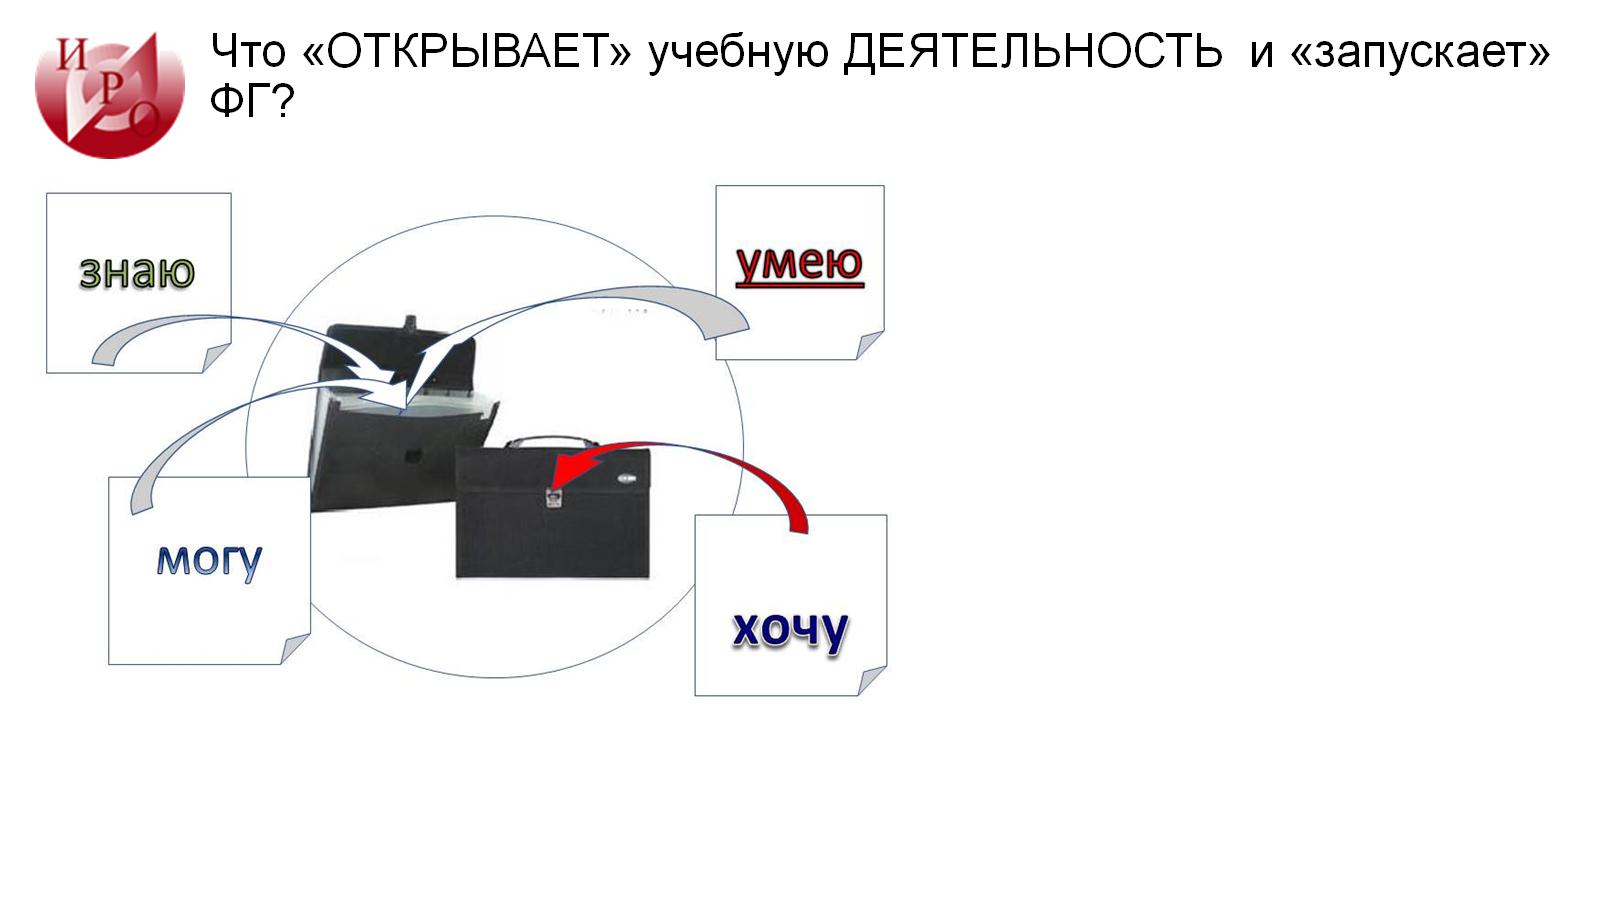 И
Р
О
Что «ОТКРЫВАЕТ» учебную ДЕЯТЕЛЬНОСТЬ и «запускает»
ФГ?
знаю
умею
могу
хочу